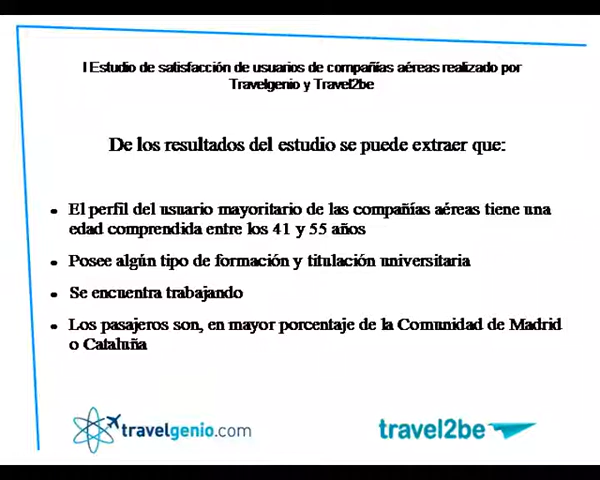 I Estudio de satisfacción de usuarios de compañías aéreas realizado por
Travelgenio y Travel2be
De los resultados del estudio se puede extraer que:
• El perfil del usuario mayoritario de las compañías aéreas tiene una
edad comprendida entre los 41 y 55 años
• Posee algún tipo de formación y titulación universitaria
• Se encuentra trabajando
• Los pasajeros son, en mayor porcentaje de la Comunidad de Madrid
o Cataluña
travelgenio.com
travel2be